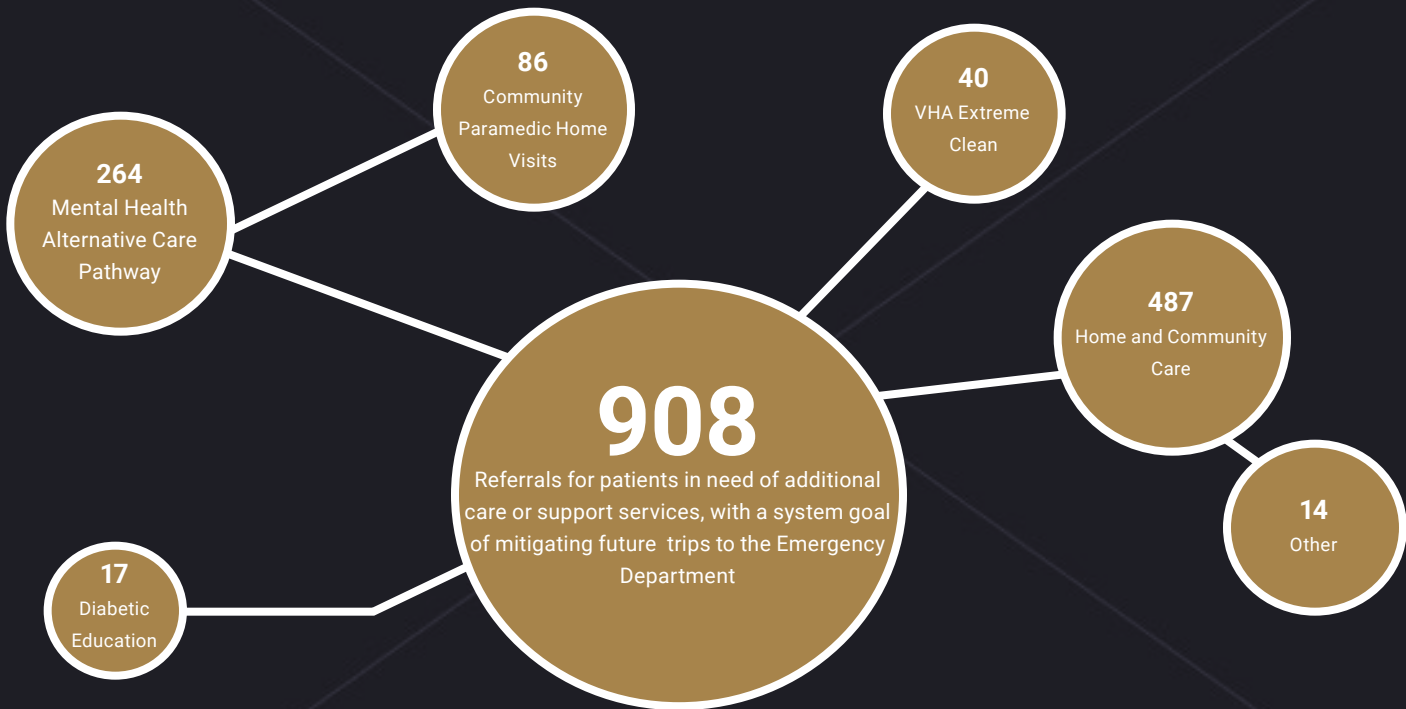 86
Community
Paramedic Home
Visits
40
VHA Extreme
Clean
264
Mental Health
Alternative Care
Pathway
487
Home and Community
Care
908
Referrals for patients in need of additional
care or support services, with a system goal
of mitigating future trips to the Emergency
Department
14
Other
17
Diabetic
Education